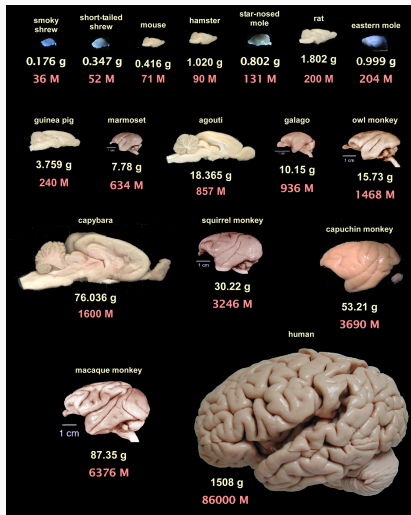 smoky
shrew
short-tailed
shrew
mouse
hamster
star-nosed
mole
rat
eastern mole
0.176 g
0.347 g
0.416 g
1.020 g
0.802 g
1.802 g
0.999 g
36 M
52 M
71 M
90 M
131 M
200 M
204 M
guinea pig
marmoset
agouti
galago
owl monkey
1 cm
1 cm
3.759 g
7.78 g
18.365 g
10.15 g
15.73 g
240 M
634 M
857 M
936 M
1468 M
capybara
squirrel monkey
capuchin monkey
1 cm
76.036 g
30.22 g
53.21 g
1600 M
3246 M
3690 M
human
macaque monkey
1 cm
87.35 g
6376 M
1508 g
86000 M